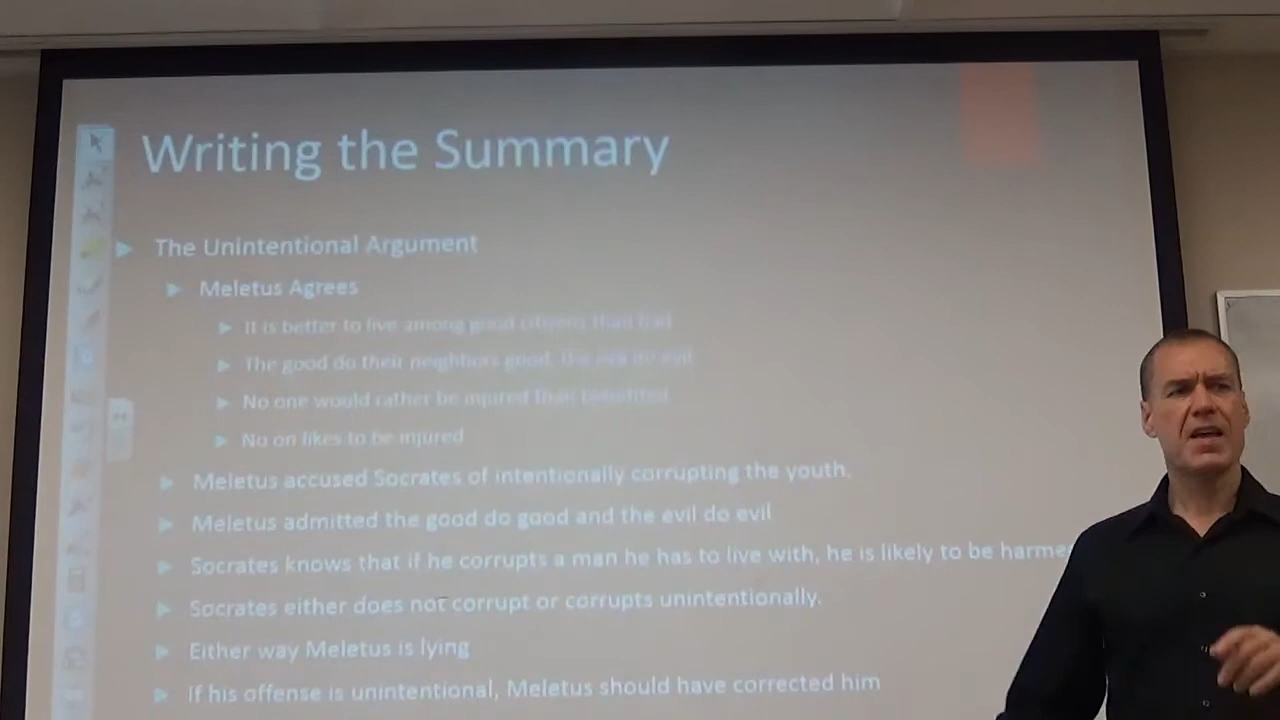 Writing the Summary
The Unintentional Argument
Meletus Agrees
It is better to live among good citizens than bad
The good do their neighbors good, the evil do evil
No one would rather be injured than benefitted
No on likes to be injured
Meletus accused Socrates of intentionally corrupting the youth.
Meletus admitted the good do good and the evil do evil
Socrates knows that if he corrupts a man he has to live with, he is likely to be harme
Socrates either does not corrupt or corrupts unintentionally.
Either way Meletus is lying
If his offense is unintentional, Meletus should have corrected him